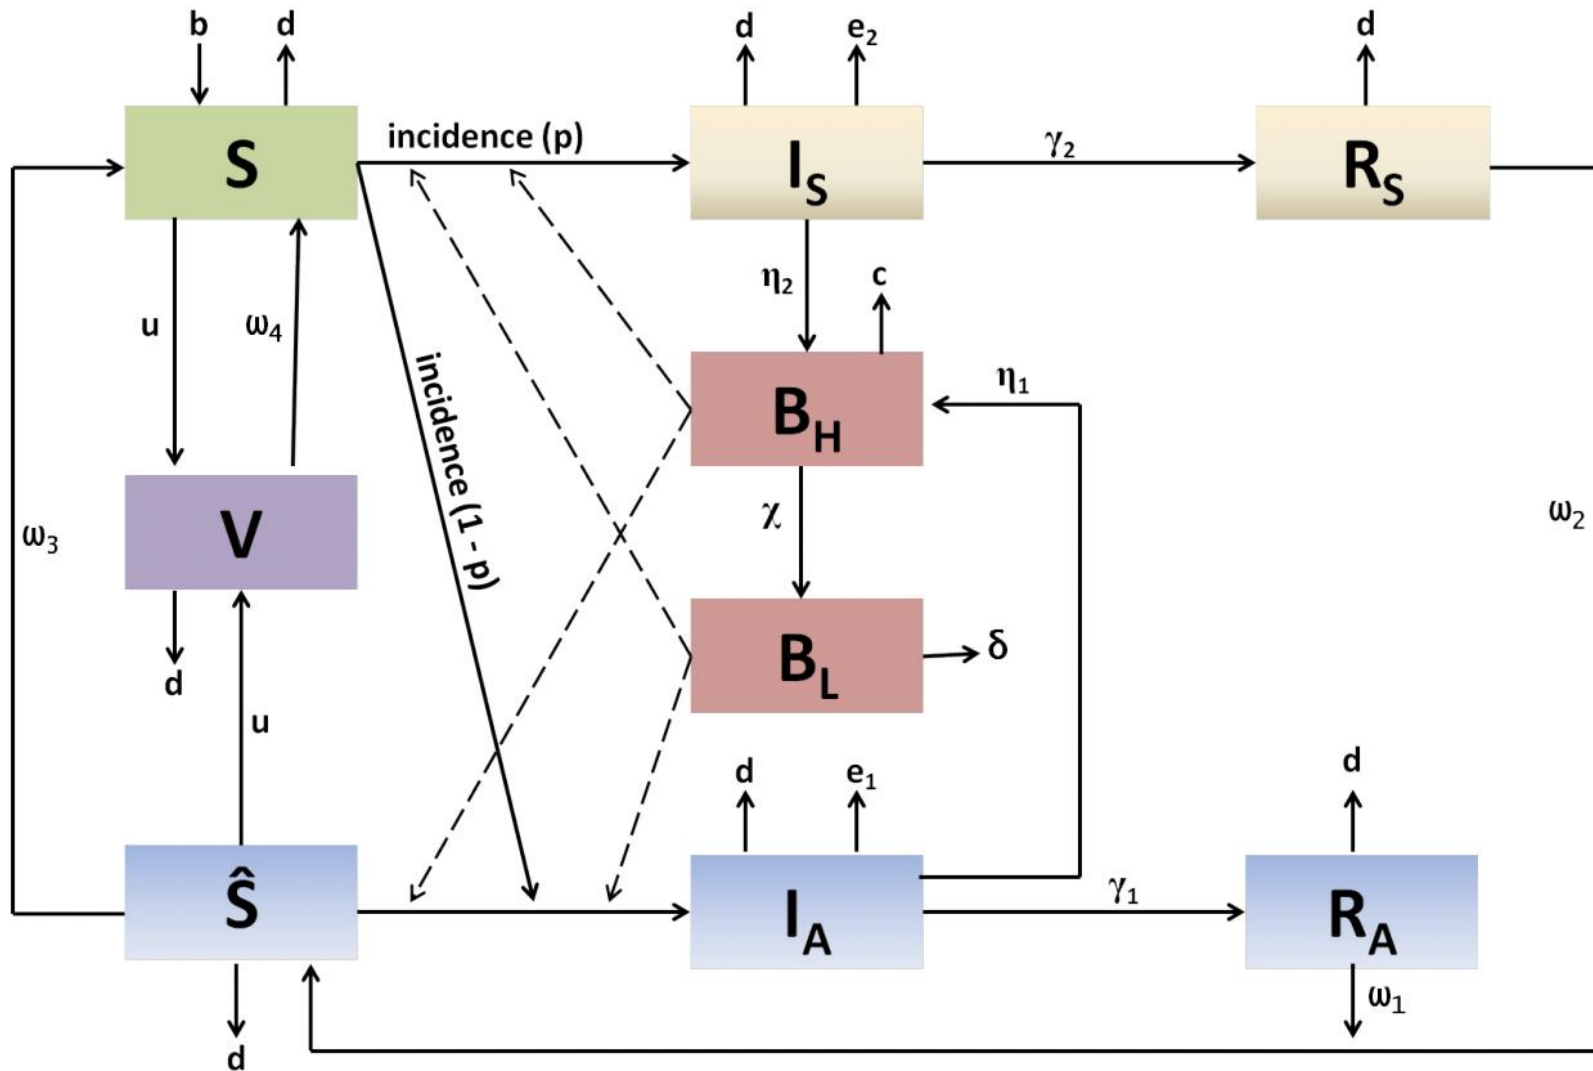 b
d
d
e₂
d
S
incidence (p)
I_S
γ₂
R_S
η₂
c
u
ω₄
incidence (1 - p)
B_H
η₁
ω₃
V
χ
ω₂
B_L
δ
d
u
d
e₁
d
Ŝ
I_A
γ₁
R_A
ω₁
d